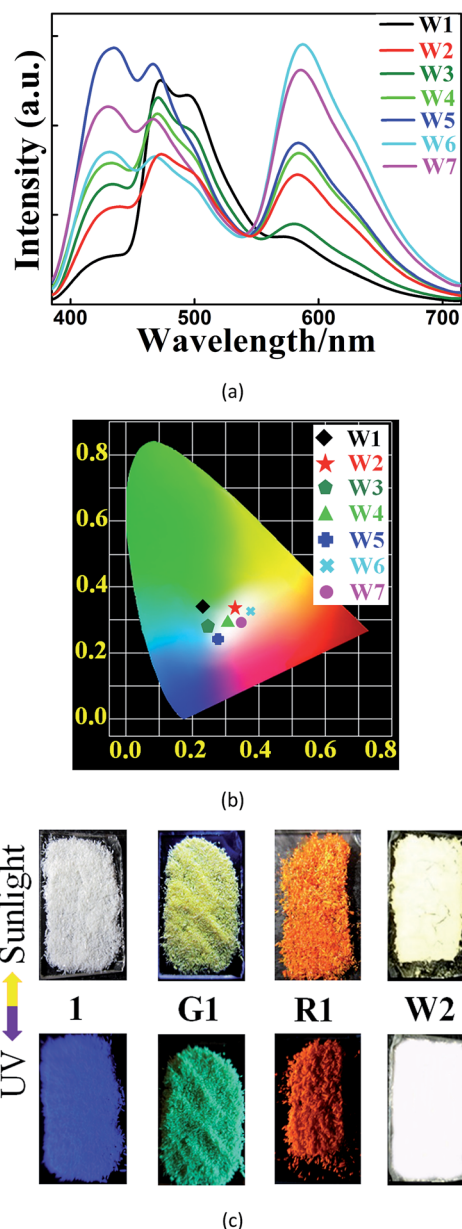 Intensity (a.u.)
W1
W2
W3
W4
W5
W6
W7
400 500 600 700
Wavelength/nm
(a)
0.8
0.6
0.4
0.2
0.0
0.0 0.2 0.4 0.6 0.8
W1
W2
W3
W4
W5
W6
W7
(b)
Sunlight
UV
1 G1 R1 W2
(c)